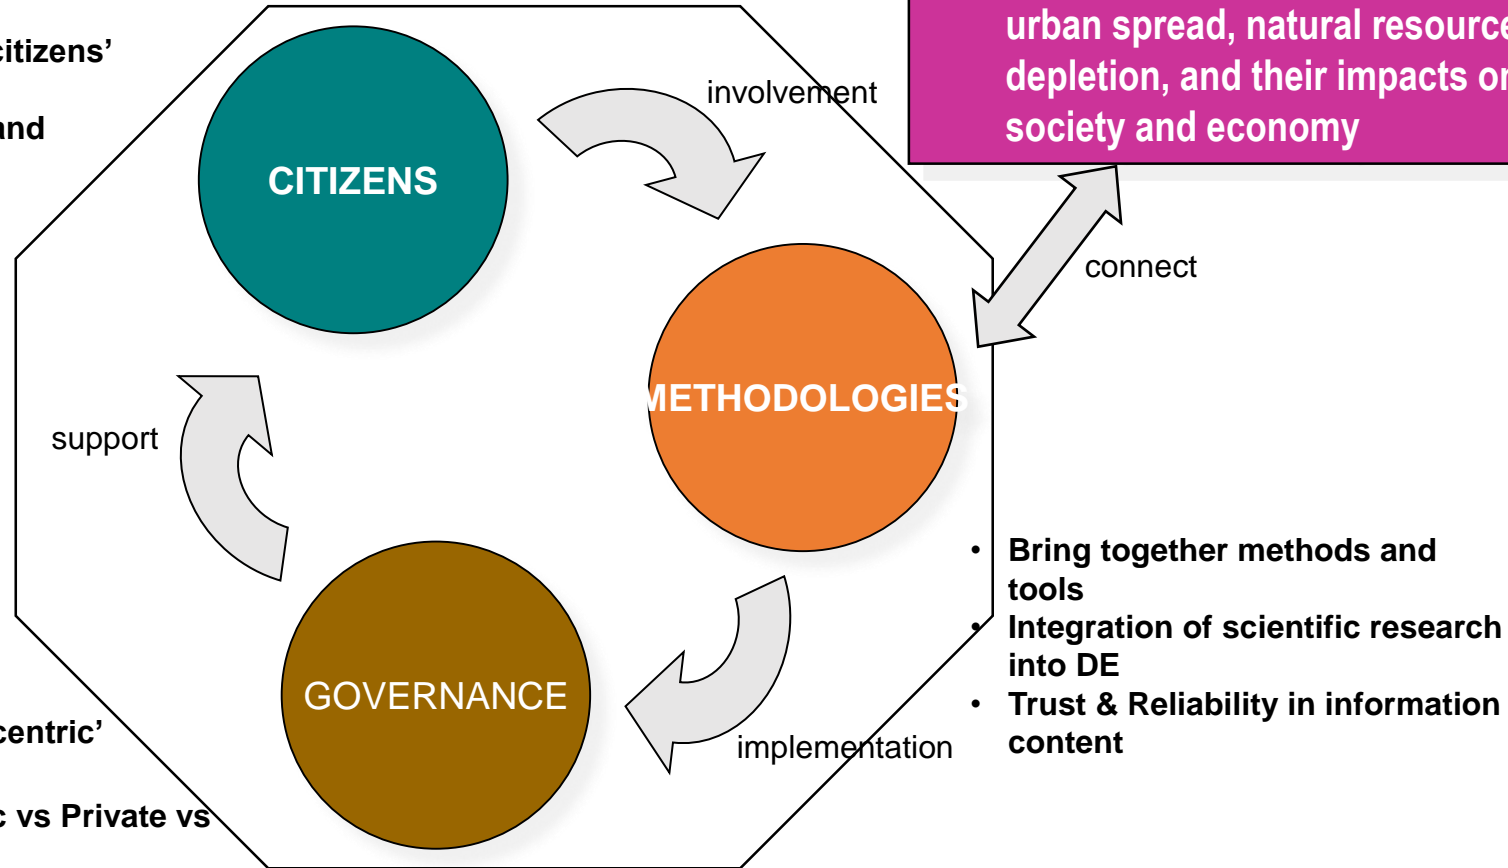 citizens’
and
CITIZENS
involvement
urban spread, natural resource
depletion, and their impacts on
society and economy
connect
METHODOLOGIES
support
• Bring together methods and
tools
• Integration of scientific research
into DE
• Trust & Reliability in information
content
GOVERNANCE
implementation
centric’
vs Private vs